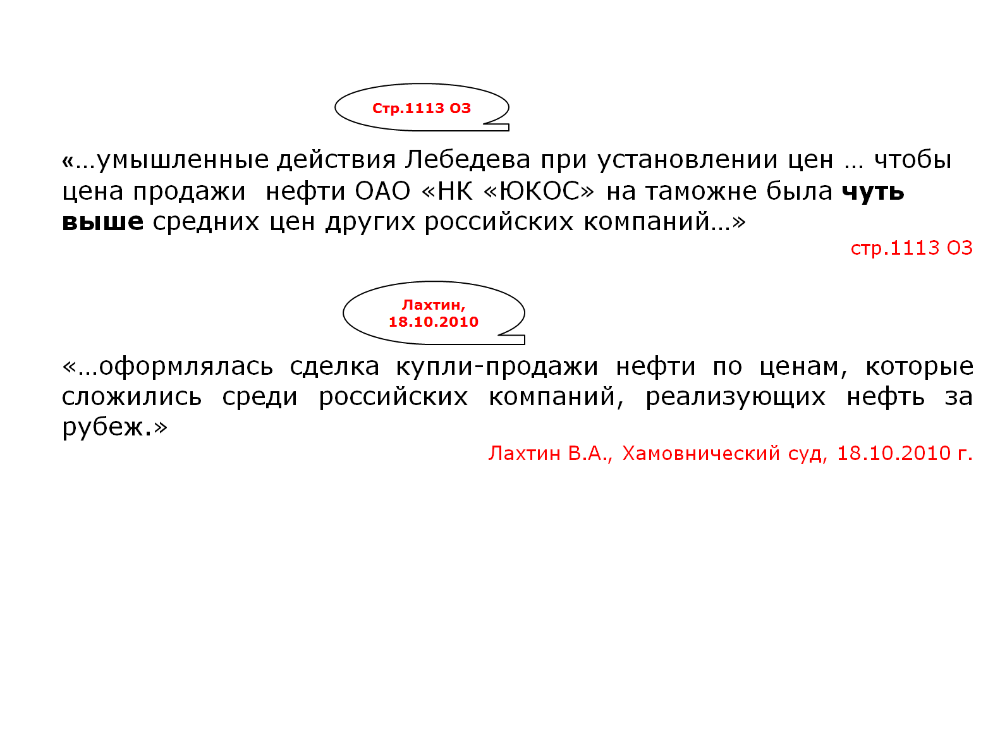 Стр.1113 ОЗ
«…умышленные действия Лебедева при установлении цен … чтобы
цена продажи нефти ОАО «НК «ЮКОС» на таможне была чуть
выше средних цен других российских компаний…»
стр.1113 ОЗ
Лахтин,
18.10.2010
«…оформлялась сделка купли-продажи нефти по ценам, которые
сложились среди российских компаний, реализующих нефть за
рубеж.»
Лахтин В.А., Хамовнический суд, 18.10.2010 г.